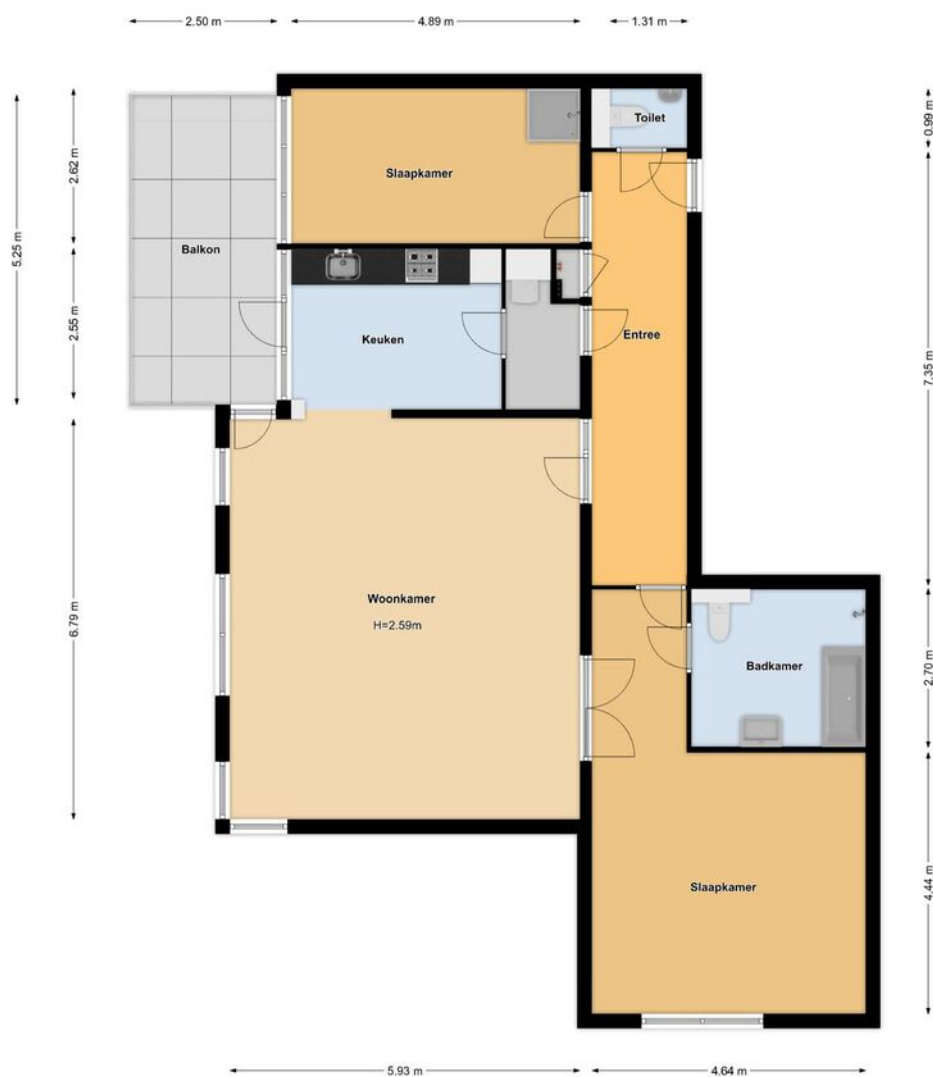 2.50 m
4.89 m
1.31 m
5.25 m
2.62 m
2.55 m
6.79 m
0.99 m
7.35 m
2.70 m
4.44 m
Toilet
Slaapkamer
Balkon
Keuken
Entree
Woonkamer
H=2.59m
Badkamer
Slaapkamer
5.93 m
4.64 m